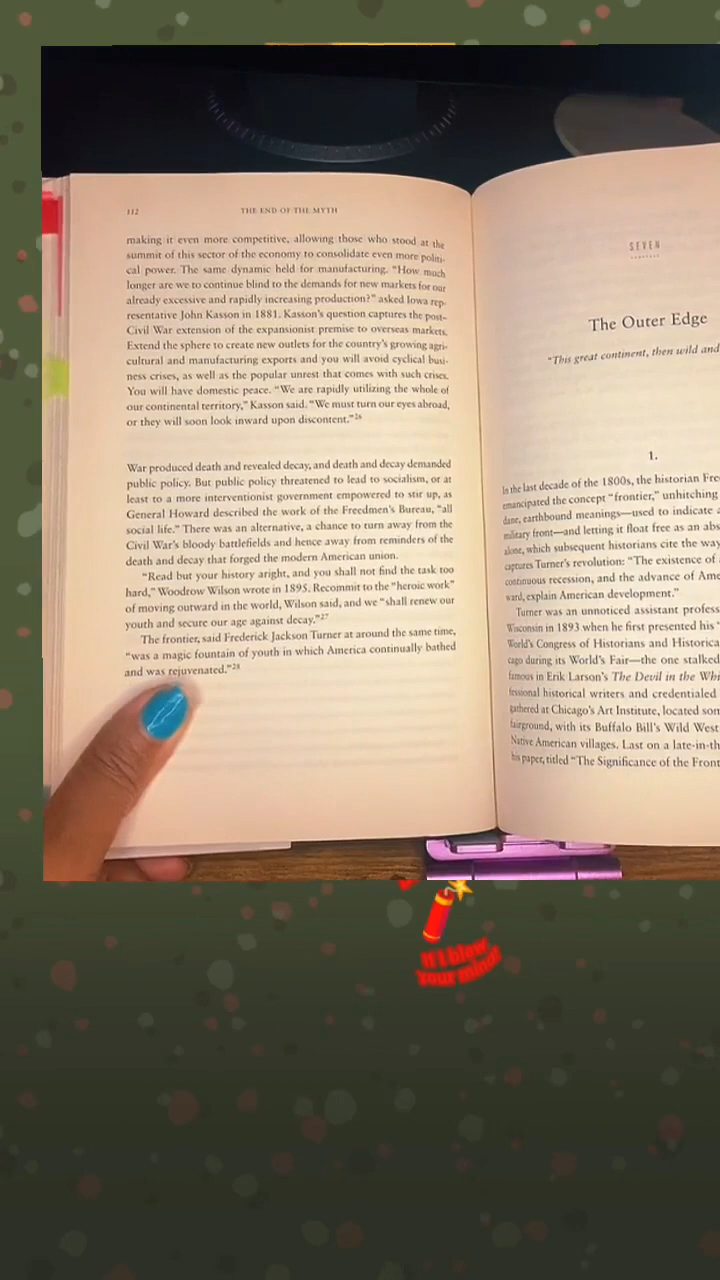 112
THE END OF THE MYTH
making it even more competitive, allowing those who stood at the
summit of this sector of the economy to consolidate even more politi-
cal power. The same dynamic held for manufacturing. “How much
longer are we to continue blind to the demands for new markets for our
already excessive and rapidly increasing production?” asked Iowa rep-
resentative John Kasson in 1881. Kasson’s question captures the post–
Civil War extension of the expansionist premise to overseas markets.
Extend the sphere to create new outlets for the country’s growing agri-
cultural and manufacturing exports and you will avoid cyclical busi-
ness crises, as well as the popular unrest that comes with such crises.
You will have domestic peace. “We are rapidly utilizing the whole of
our continental territory,” Kasson said. “We must turn our eyes abroad,
or they will soon look inward upon discontent.”26
War produced death and revealed decay, and death and decay demanded
public policy. But public policy threatened to lead to socialism, or at
least to a more interventionist government empowered to stir up, as
General Howard described the work of the Freedmen’s Bureau, “all
social life.” There was an alternative, a chance to turn away from the
Civil War’s bloody battlefields and hence away from reminders of the
death and decay that forged the modern American union.
“Read but your history aright, and you shall not find the task too
hard,” Woodrow Wilson wrote in 1895. Recommit to the “heroic work”
of moving outward in the world, Wilson said, and we “shall renew our
youth and secure our age against decay.”27
The frontier, said Frederick Jackson Turner at around the same time,
“was a magic fountain of youth in which America continually bathed
and was rejuvenated.”28
SEVEN
The Outer Edge
“This great continent, then wild and
1.
In the last decade of the 1800s, the historian Fre
emancipated the concept “frontier,” unhitching
dane, earthbound meanings—used to indicate a
military front—and letting it float free as an abs
alone, which subsequent historians cite the way
captures Turner’s revolution: “The existence of
continuous recession, and the advance of Ame
ward, explain American development.”
Turner was an unnoticed assistant profess
Wisconsin in 1893 when he first presented his “
World’s Congress of Historians and Historica
cago during its World’s Fair—the one stalked
famous in Erik Larson’s The Devil in the Whi
fessional historical writers and credentialed
gathered at Chicago’s Art Institute, located som
fairground, with its Buffalo Bill’s Wild West
Native American villages. Last on a late-in-th
his paper, titled “The Significance of the Front
If I blew
Your mind!